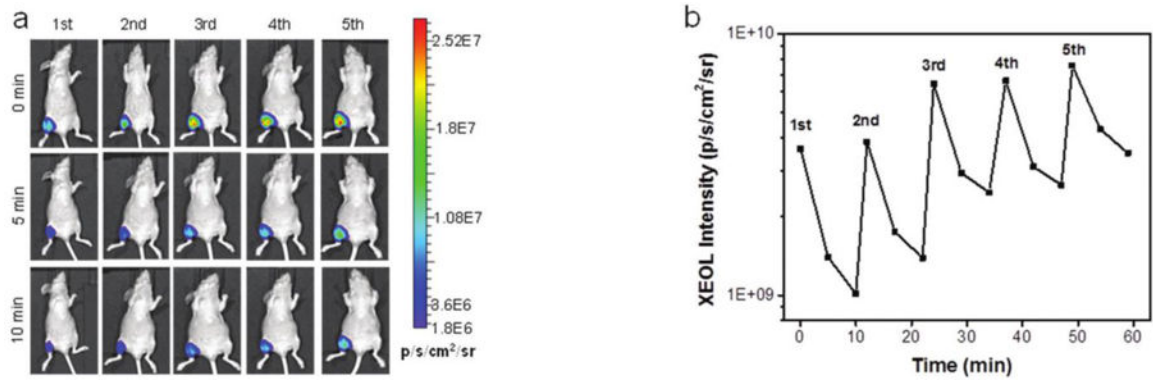 a
1st 2nd 3rd 4th 5th
0 min
5 min
10 min
2.52E7
1.8E7
1.08E7
3.6E6
1.8E6
p/s/cm²/sr
b
XEOL Intensity (p/s/cm²/sr)
1E+10
1E+09
1st
2nd
3rd
4th
5th
0 10 20 30 40 50 60
Time (min)